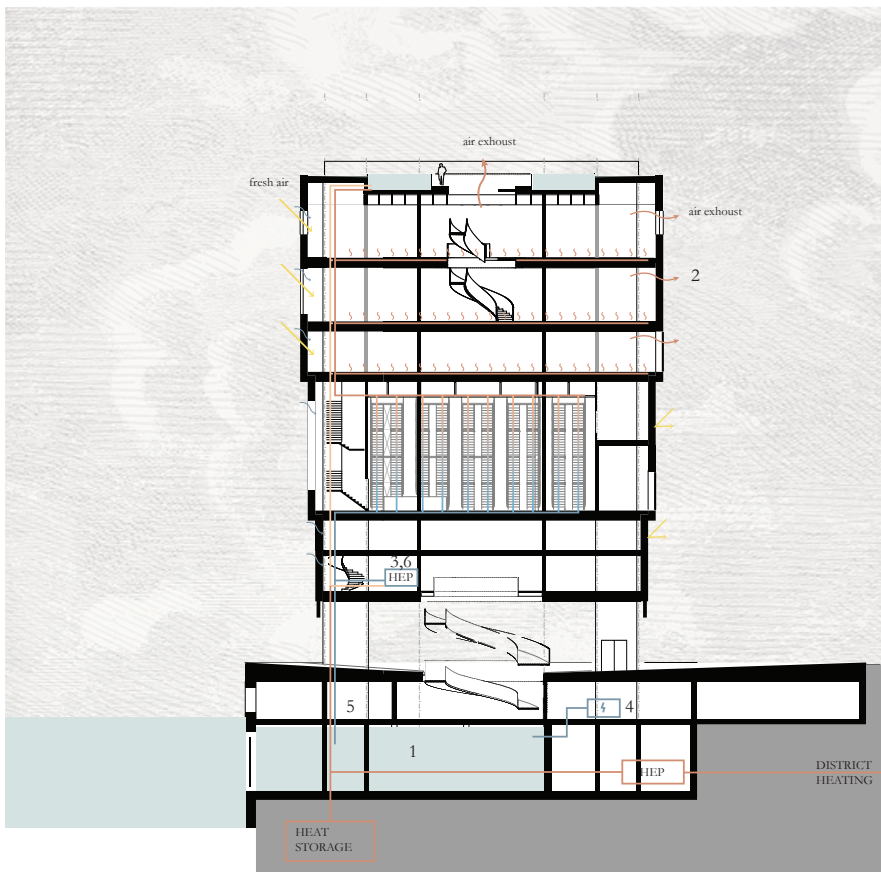 air exhoust
fresh air
air exhoust
2
3,6
HEP
5
4
1
HEP
DISTRICT
HEATING
HEAT
STORAGE